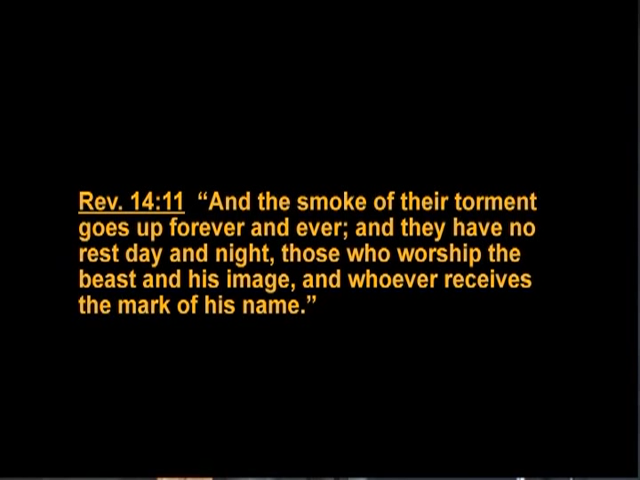 Rev. 14:11  “And the smoke of their torment
goes up forever and ever; and they have no
rest day and night, those who worship the
beast and his image, and whoever receives
the mark of his name.”